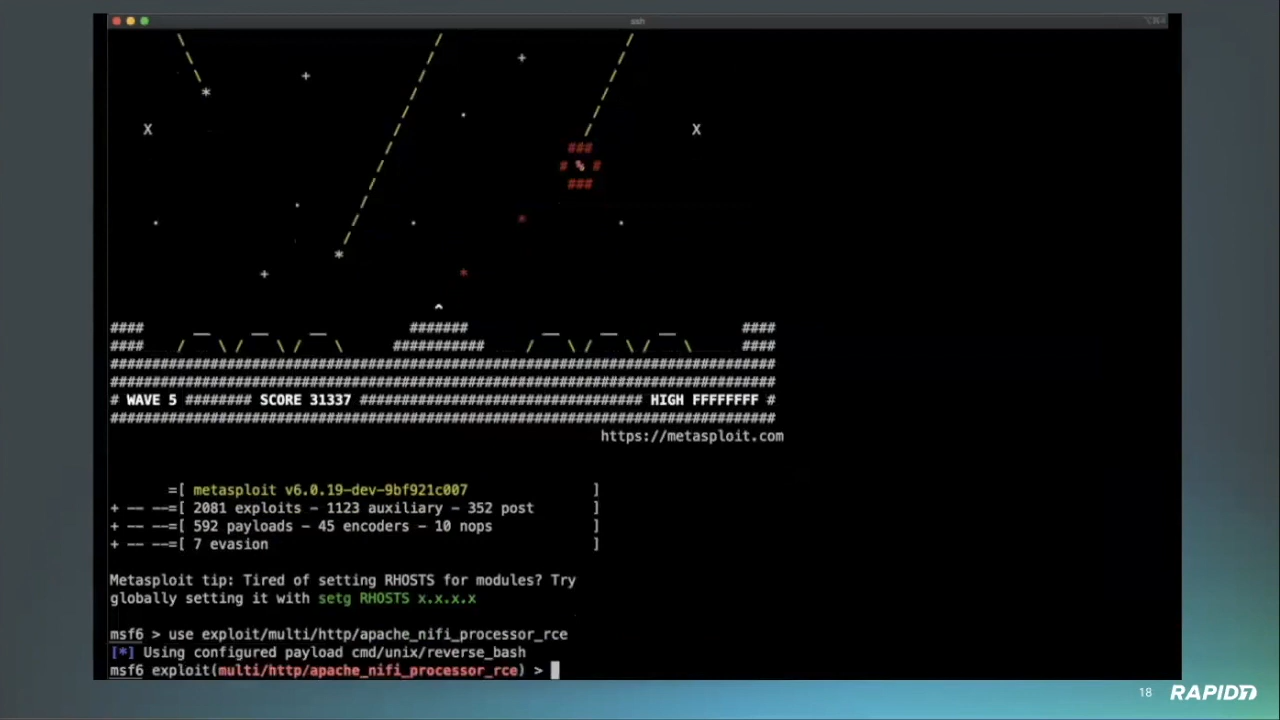 ssh
####                                #######                                 ####
####                              ###########                               ####
################################################################################
################################################################################
# WAVE 5 ######## SCORE 31337 ################################## HIGH FFFFFFFF #
################################################################################
https://metasploit.com
=[ metasploit v6.0.19-dev-9bf921c007 ]
+ -- --=[ 2081 exploits - 1123 auxiliary - 352 post ]
+ -- --=[ 592 payloads - 45 encoders - 10 nops ]
+ -- --=[ 7 evasion ]
Metasploit tip: Tired of setting RHOSTS for modules? Try
globally setting it with setg RHOSTS x.x.x.x
msf6 > use exploit/multi/http/apache_nifi_processor_rce
[*] Using configured payload cmd/unix/reverse_bash
msf6 exploit(multi/http/apache_nifi_processor_rce) >
18 RAPID7